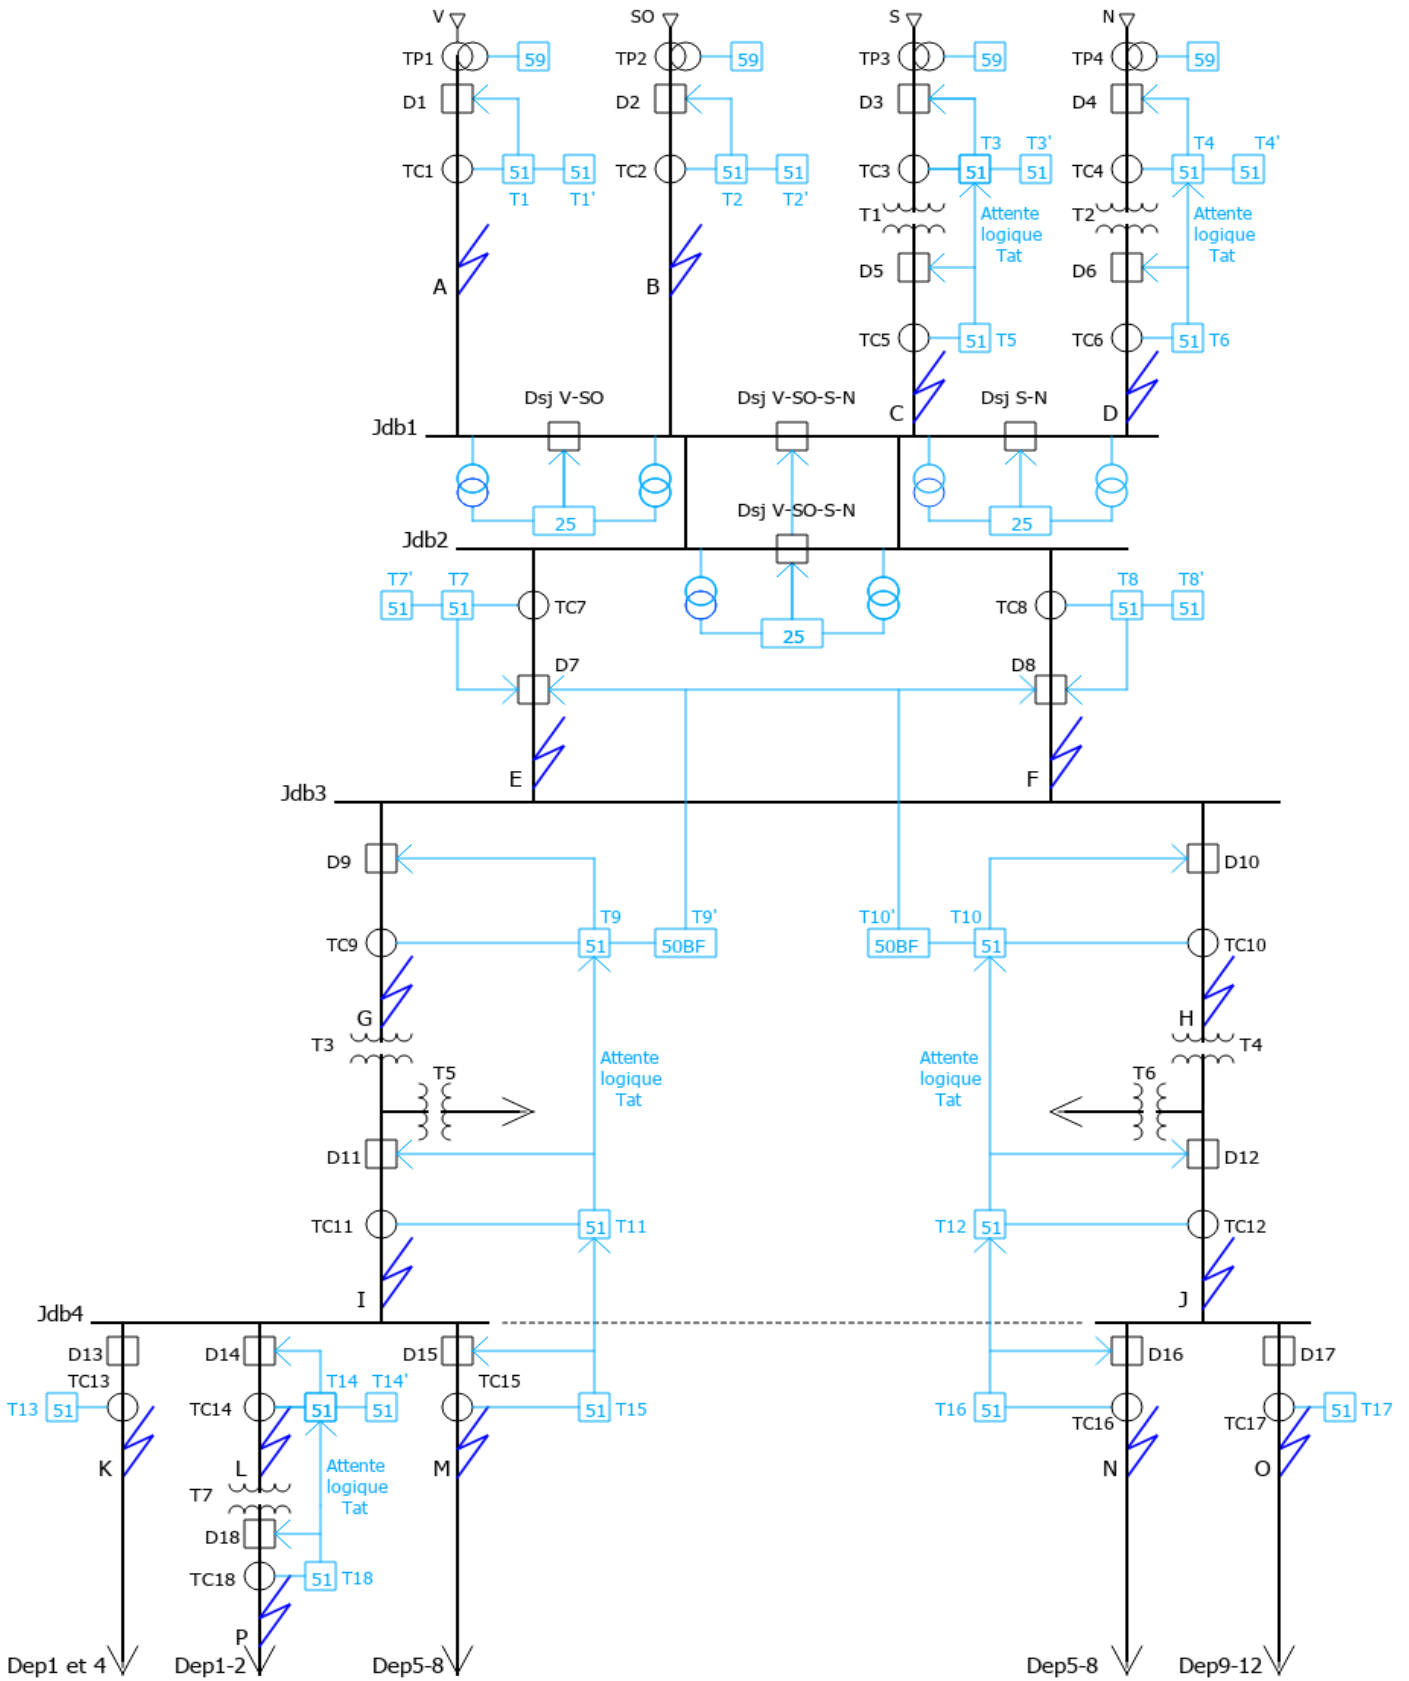 V SO S N
TP1 59 TP2 59 TP3 59 TP4 59
D1 D2 D3 D4
T3 T3' T4 T4'
TC1 51 51 TC2 51 51 TC3 51 51 TC4 51 51
T1 T1' T2 T2'
T1 Attente T2 Attente
logique logique
Tat Tat
D5 D6
A B
TC5 51 T5 TC6 51 T6
Dsj V-SO Dsj V-SO-S-N C Dsj S-N D
Jdb1
25 Dsj V-SO-S-N 25
Jdb2
T7' T7 T8 T8'
51 51 TC7 TC8 51 51
25
D7 D8
E F
Jdb3
D9 D10
T9 T9' T10' T10
TC9 51 50BF 50BF 51 TC10
G H
T3 T4
Attente Attente
T5 T6
logique logique
Tat Tat
D11 D12
TC11 51 T11 T12 51 TC12
I J
Jdb4
D13 D14 D15 D16 D17
TC13 T14 T14' TC15
T13 51 TC14 51 51 51 T15 T16 51 TC16 TC17 51 T17
K L Attente M N O
T7 logique
Tat
D18
TC18 51 T18
P
Dep1 et 4 Dep1-2 Dep5-8 Dep5-8 Dep9-12